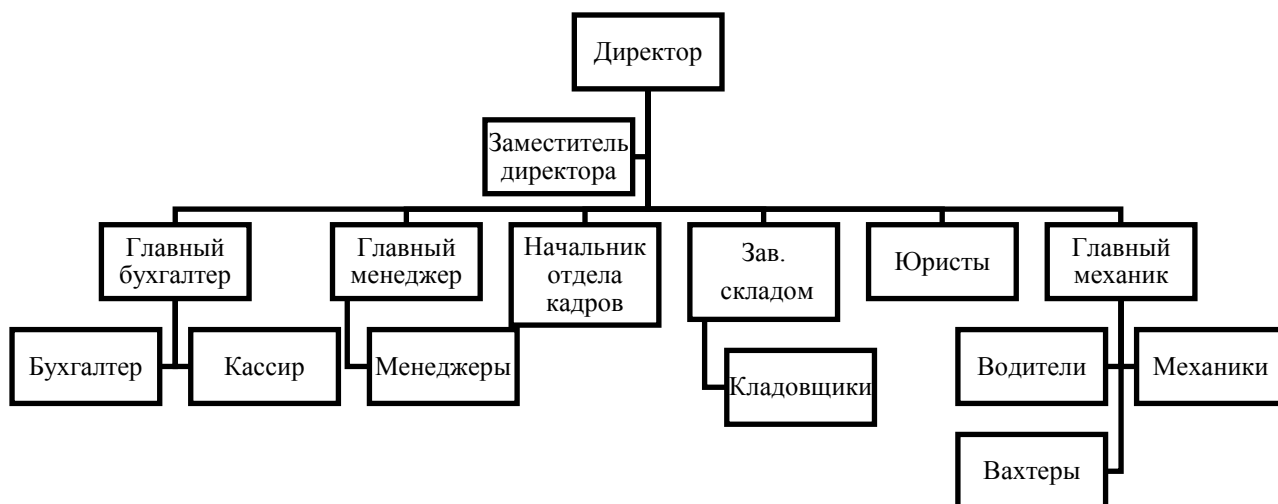 Директор
Заместитель
директора
Главный
бухгалтер
Главный
менеджер
Начальник
отдела
кадров
Зав.
складом
Юристы
Главный
механик
Бухгалтер
Кассир
Менеджеры
Кладовщики
Водители
Механики
Вахтеры